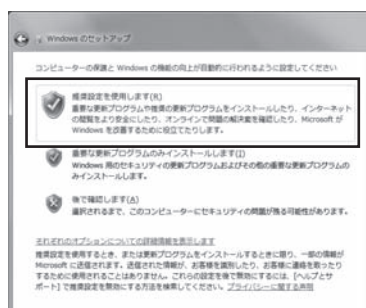 Windows のセットアップ
コンピューターの保護と Windows の機能の向上が自動的に行われるように設定してください
推奨設定を使用します(R)
重要な更新プログラムや推奨の更新プログラムをインストールしたり、インターネット
の閲覧をより安全にしたり、オンラインで問題の解決策を確認したり、Microsoft が
Windows を改善するために役立てたりします。
重要な更新プログラムのみインストールします(I)
Windows 用のセキュリティの更新プログラムおよびその他の重要な更新プログラムの
みインストールします。
後で確認します(A)
選択されるまで、このコンピューターにセキュリティの問題が残る可能性があります。
それぞれのオプションについての詳細情報を表示します
推奨設定を使用するとき、または更新プログラムをインストールするときに限り、一部の情報が
Microsoft に送信されます。送信された情報が、お客様を識別したり、お客様に連絡を取ったり
するために使用されることはありません。これらの設定を後で無効にするには、[ヘルプとサ
ポート] で推奨設定を無効にする方法を検索してください。プライバシーに関する声明